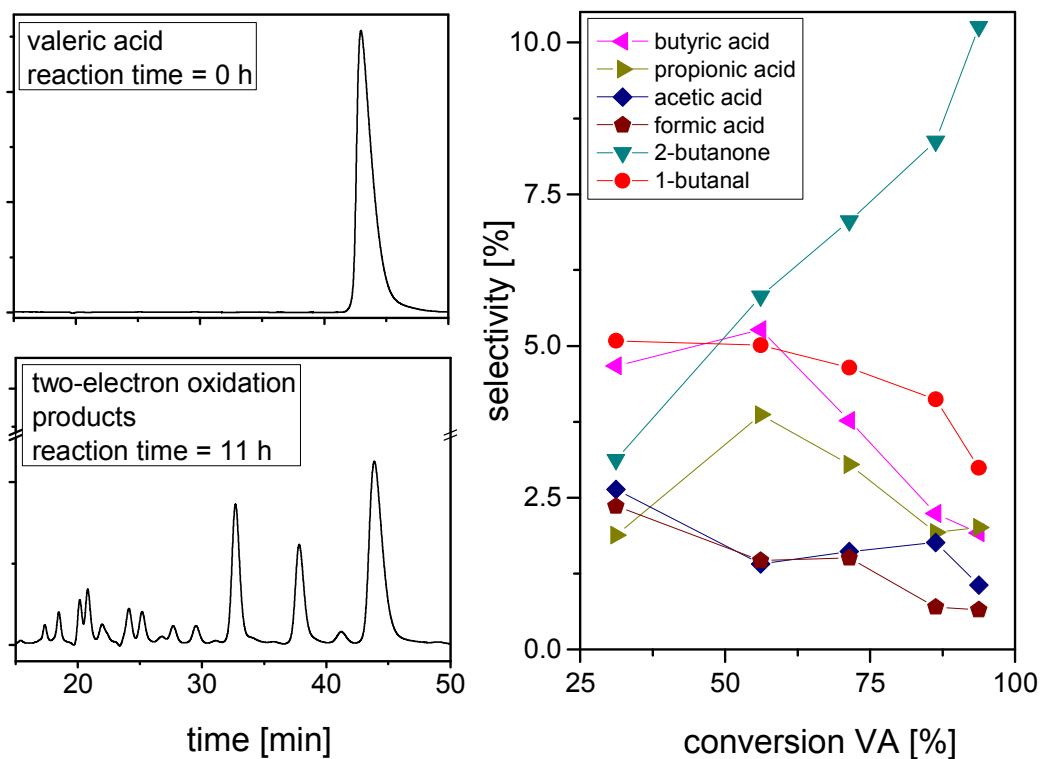 valeric acid
reaction time = 0 h
two-electron oxidation
products
reaction time = 11 h
20 30 40 50
time [min]
butyric acid
propionic acid
acetic acid
formic acid
2-butanone
1-butanal
10.0
7.5
5.0
2.5
0.0
selectivity [%]
25 50 75 100
conversion VA [%]